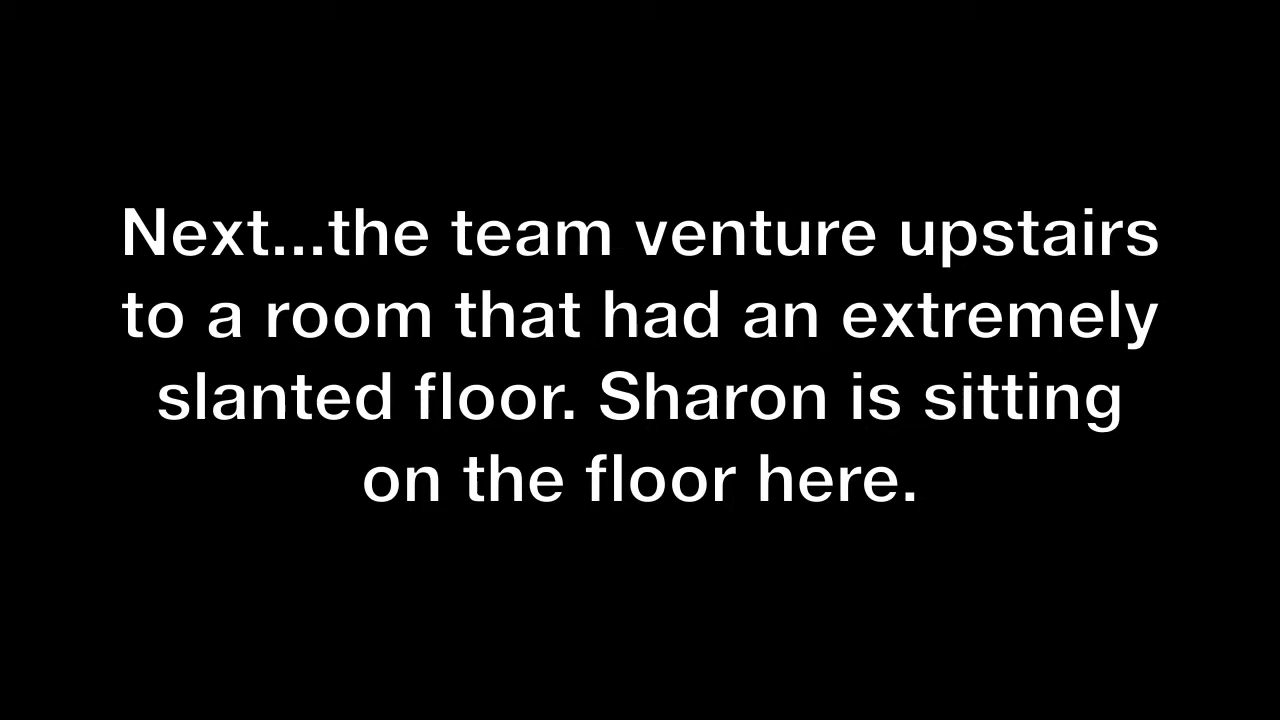 Next...the team venture upstairs
to a room that had an extremely
slanted floor. Sharon is sitting
on the floor here.